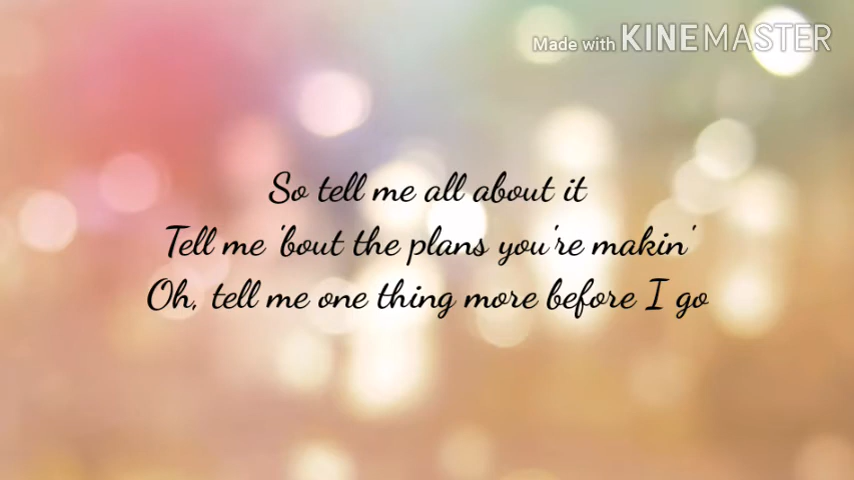 Made with KINEMASTER
So tell me all about it
Tell me 'bout the plans you're makin'
Oh, tell me one thing more before I go